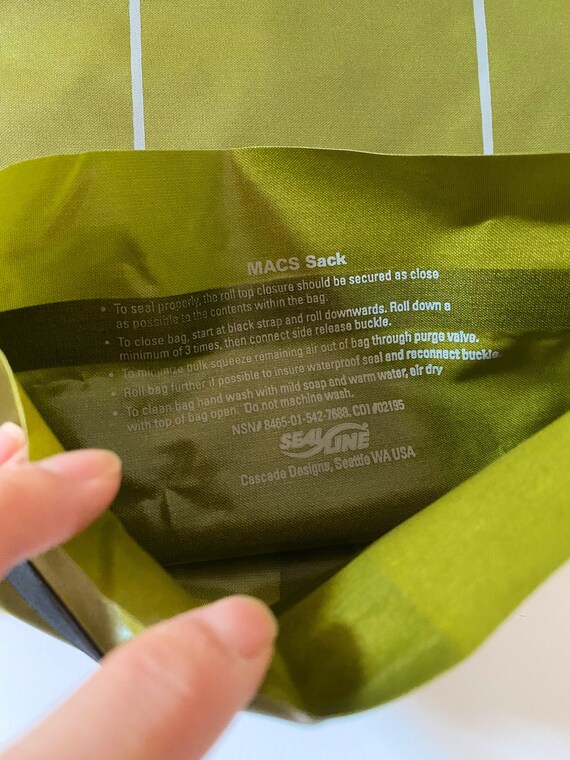 MACS Sack
• To seal properly, the roll top closure should be secured as close
as possible to the contents within the bag.
• To close bag, start at black strap and roll downwards. Roll down a
minimum of 3 times, then connect side release buckle.
• To minimize bulk squeeze remaining air out of bag through purge valve.
• Roll bag further if possible to insure waterproof seal and reconnect buckle.
• To clean bag hand wash with mild soap and warm water, air dry
with top of bag open. Do not machine wash.
NSN# 8465-01-542-7688. CDI #02195
SEALLINE
Cascade Designs, Seattle WA USA